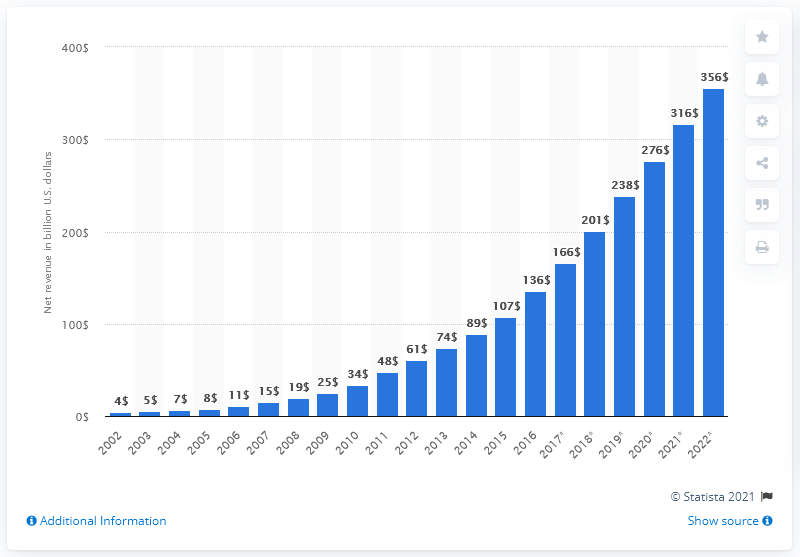 400$
300$
200$
100$
0$
Net revenue in billion U.S. dollars
4$ 5$ 7$ 8$ 11$ 15$ 19$ 25$ 34$ 48$ 61$ 74$ 89$ 107$ 136$ 166$ 201$ 238$ 276$ 316$ 356$
2002 2003 2004 2005 2006 2007 2008 2009 2010 2011 2012 2013 2014 2015 2016 2017* 2018* 2019* 2020* 2021* 2022*
© Statista 2021
Additional Information
Show source